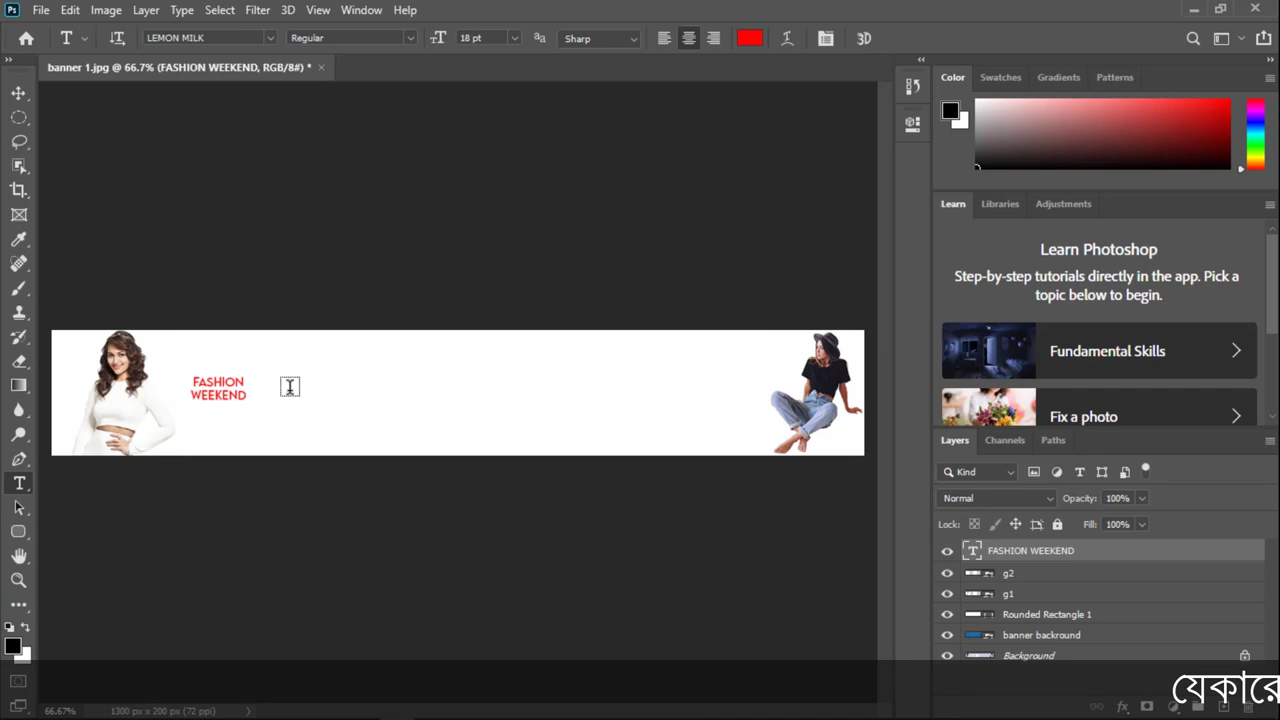 Ps File Edit Image Layer Type Select Filter 3D View Window Help
T LEMON MILK Regular 18 pt aa Sharp 3D
banner 1.jpg @ 66.7% (FASHION WEEKEND, RGB/8#) * ×
Color Swatches Gradients Patterns
Learn Libraries Adjustments
Learn Photoshop
Step-by-step tutorials directly in the app. Pick a
topic below to begin.
Fundamental Skills
Fix a photo
FASHION
WEEKEND
Layers Channels Paths
Kind
Normal Opacity: 100%
Lock: Fill: 100%
T FASHION WEEKEND
g2
g1
Rounded Rectangle 1
banner backround
Background
66.67% 1300 px x 200 px (72 ppi)
fx